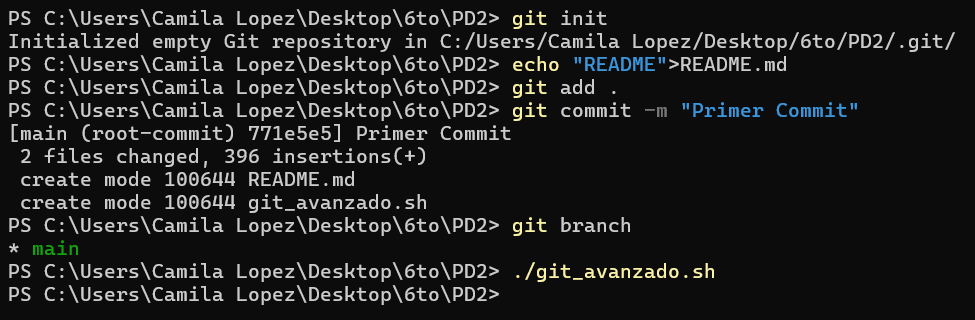 PS C:\Users\Camila Lopez\Desktop\6to\PD2> git init
Initialized empty Git repository in C:/Users/Camila Lopez/Desktop/6to/PD2/.git/
PS C:\Users\Camila Lopez\Desktop\6to\PD2> echo "README">README.md
PS C:\Users\Camila Lopez\Desktop\6to\PD2> git add .
PS C:\Users\Camila Lopez\Desktop\6to\PD2> git commit -m "Primer Commit"
[main (root-commit) 771e5e5] Primer Commit
 2 files changed, 396 insertions(+)
 create mode 100644 README.md
 create mode 100644 git_avanzado.sh
PS C:\Users\Camila Lopez\Desktop\6to\PD2> git branch
* main
PS C:\Users\Camila Lopez\Desktop\6to\PD2> ./git_avanzado.sh
PS C:\Users\Camila Lopez\Desktop\6to\PD2>